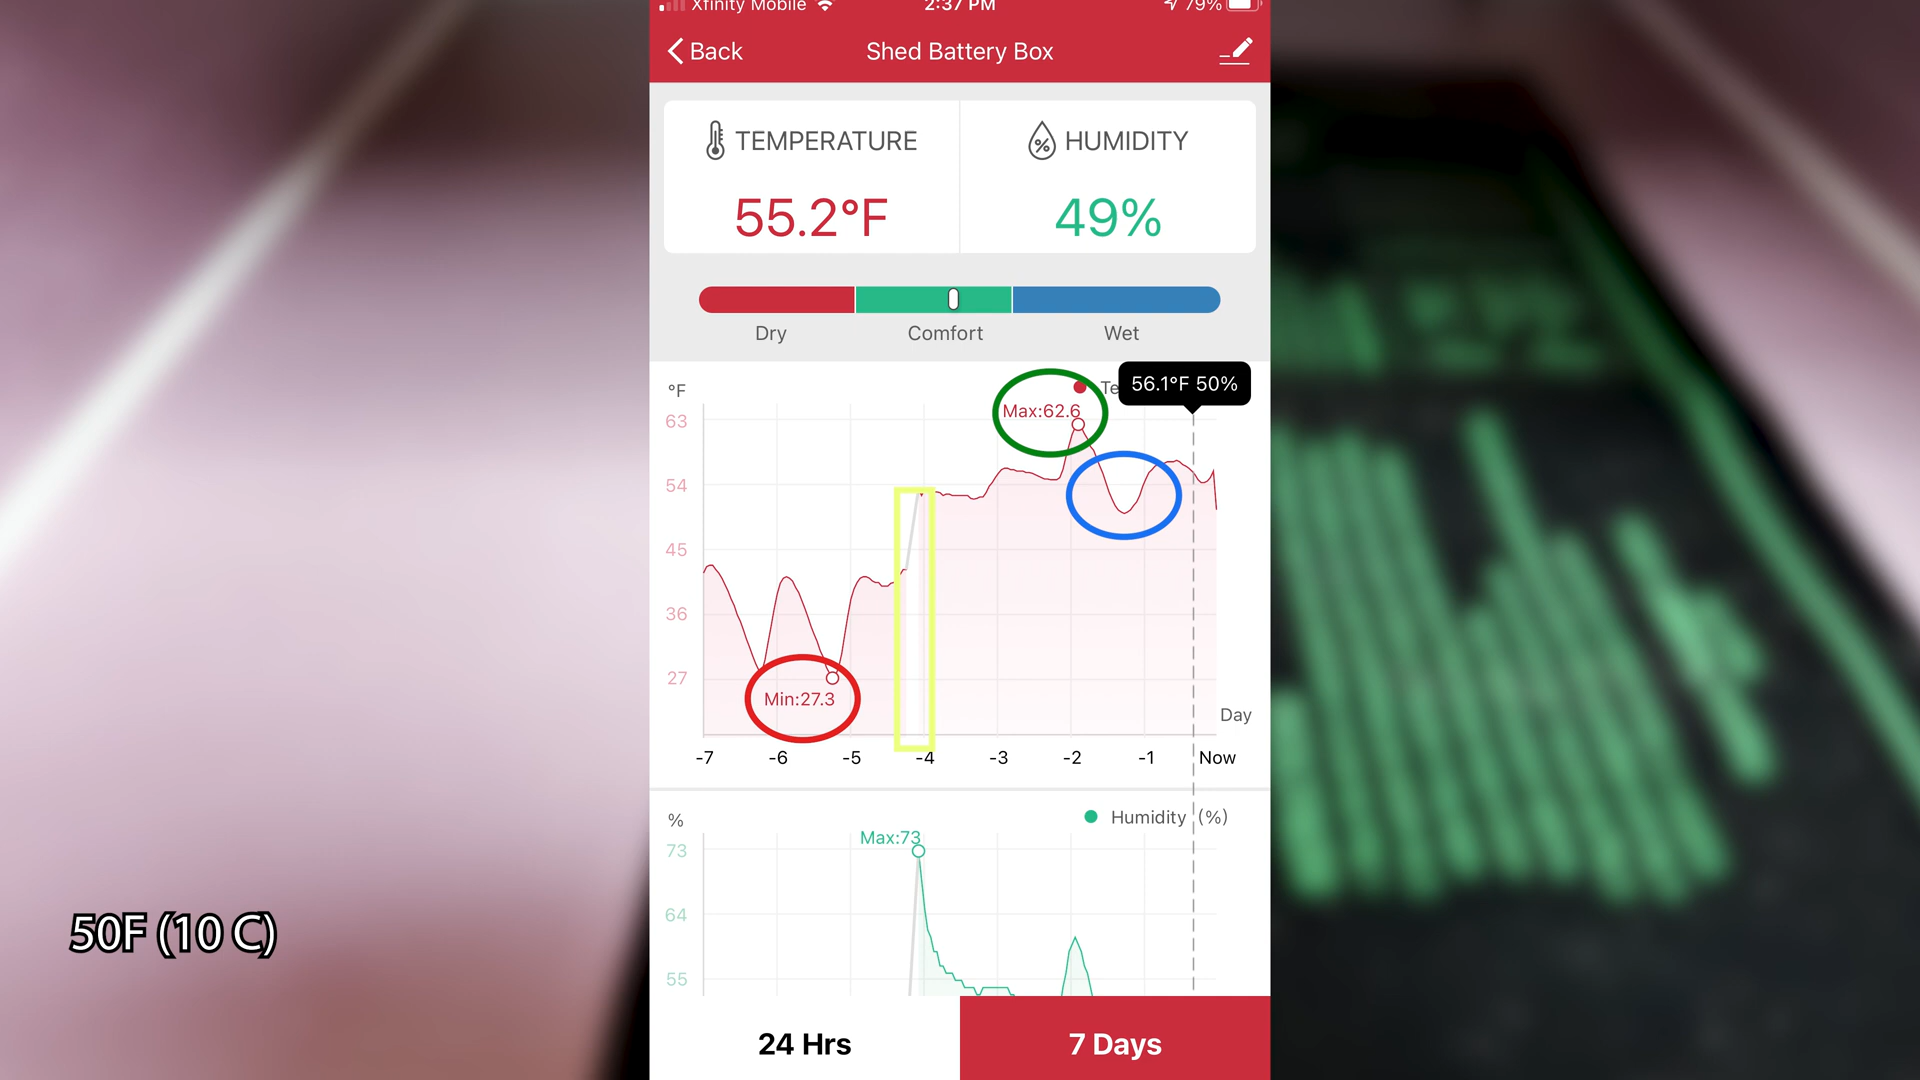 Xfinity Mobile
2:37 PM
79%
Back
Shed Battery Box
TEMPERATURE
HUMIDITY
55.2°F
49%
Dry
Comfort
Wet
°F
Te
56.1°F 50%
Max:62.6
63
54
45
36
27
Min:27.3
Day
-7 -6 -5 -4 -3 -2 -1 Now
%
Humidity (%)
Max:73
73
64
55
50F (10 C)
24 Hrs
7 Days